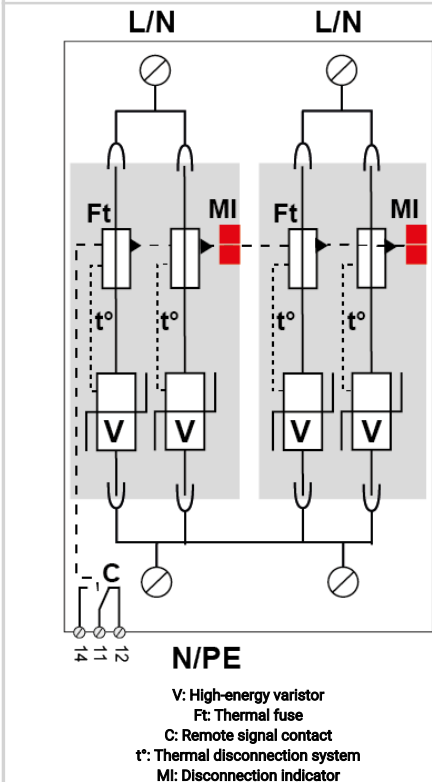 L/N L/N
Ft MI Ft MI
t° t° t° t°
V V V V
C
14 11 12
N/PE
V: High-energy varistor
Ft: Thermal fuse
C: Remote signal contact
t°: Thermal disconnection system
MI: Disconnection indicator